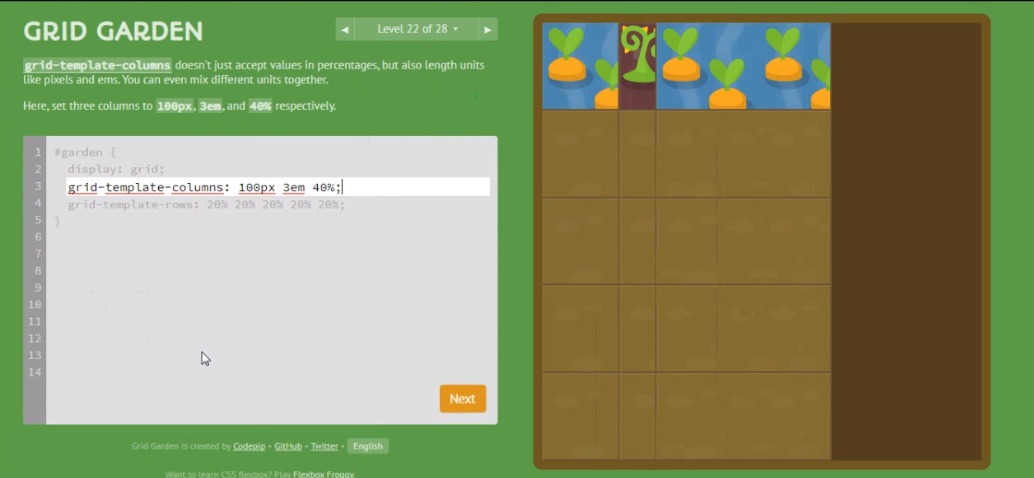 GRID GARDEN
◀ Level 22 of 28 ▾ ▶
grid-template-columns doesn't just accept values in percentages, but also length units
like pixels and ems. You can even mix different units together.
Here, set three columns to 100px, 3em, and 40% respectively.
1 #garden {
2 display: grid;
3 grid-template-columns: 100px 3em 40%;
4 grid-template-rows: 20% 20% 20% 20% 20%;
5 }
6
7
8
9
10
11
12
13
14
Next
Grid Garden is created by Codepip • GitHub • Twitter • English
Want to learn CSS flexbox? Play Flexbox Froggy.